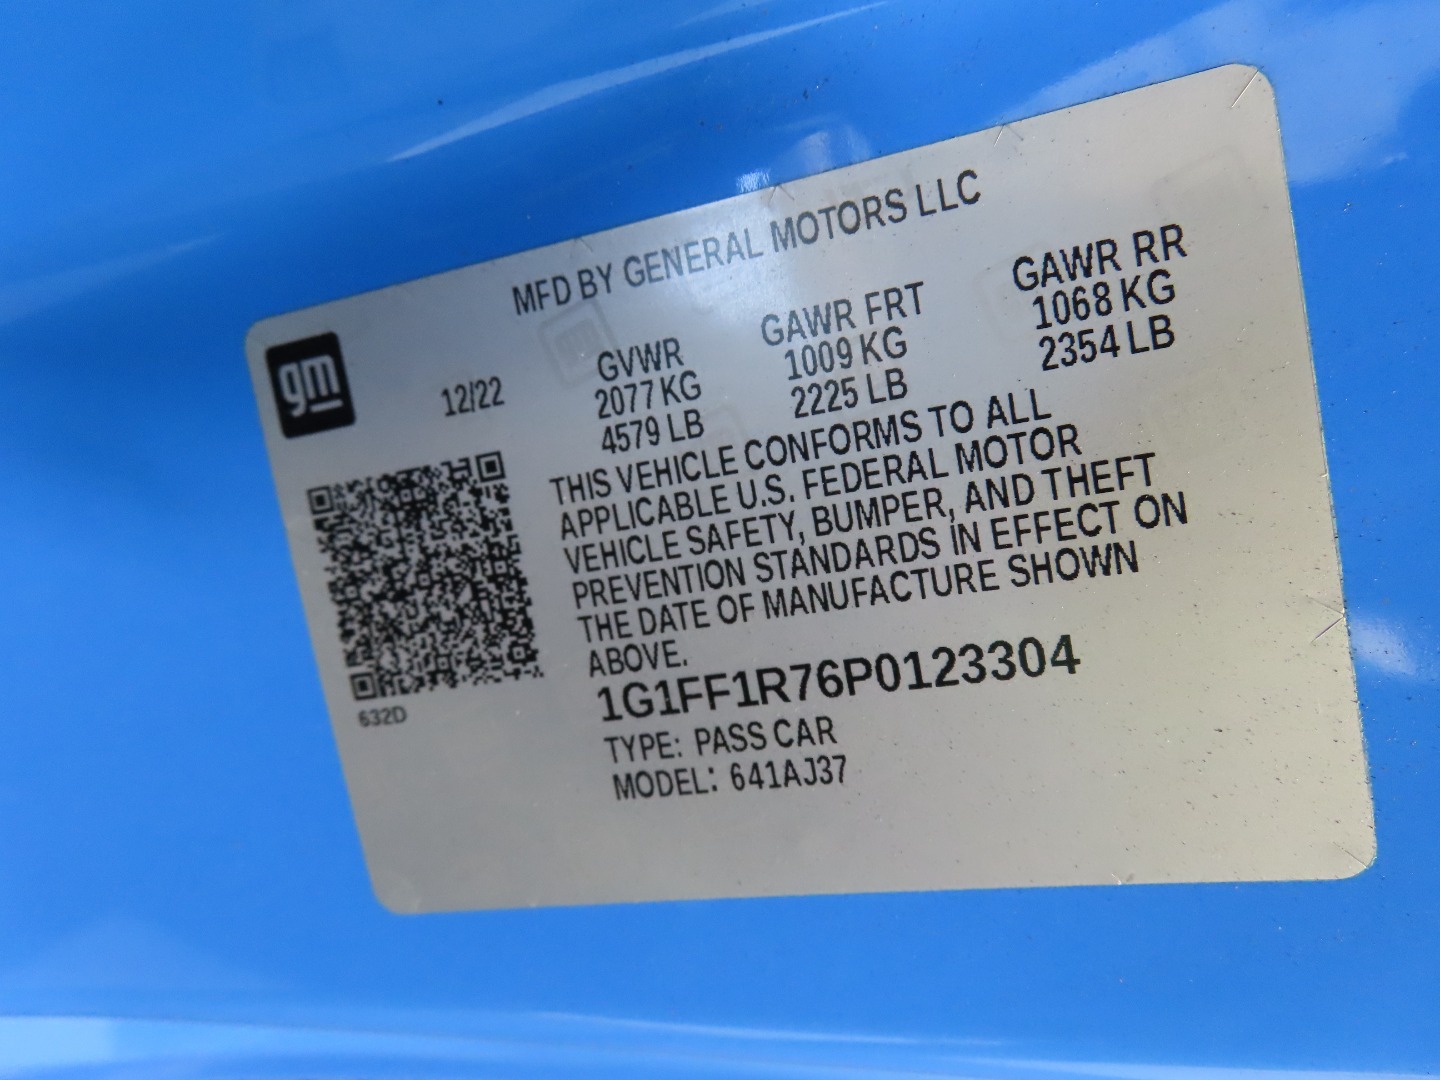 MFD BY GENERAL MOTORS LLC
gm
12/22
GVWR GAWR FRT GAWR RR
2077 KG 1009 KG 1068 KG
4579 LB 2225 LB 2354 LB
THIS VEHICLE CONFORMS TO ALL
APPLICABLE U.S. FEDERAL MOTOR
VEHICLE SAFETY, BUMPER, AND THEFT
PREVENTION STANDARDS IN EFFECT ON
THE DATE OF MANUFACTURE SHOWN
ABOVE.
1G1FF1R76P0123304
TYPE: PASS CAR
MODEL: 641AJ37
632D